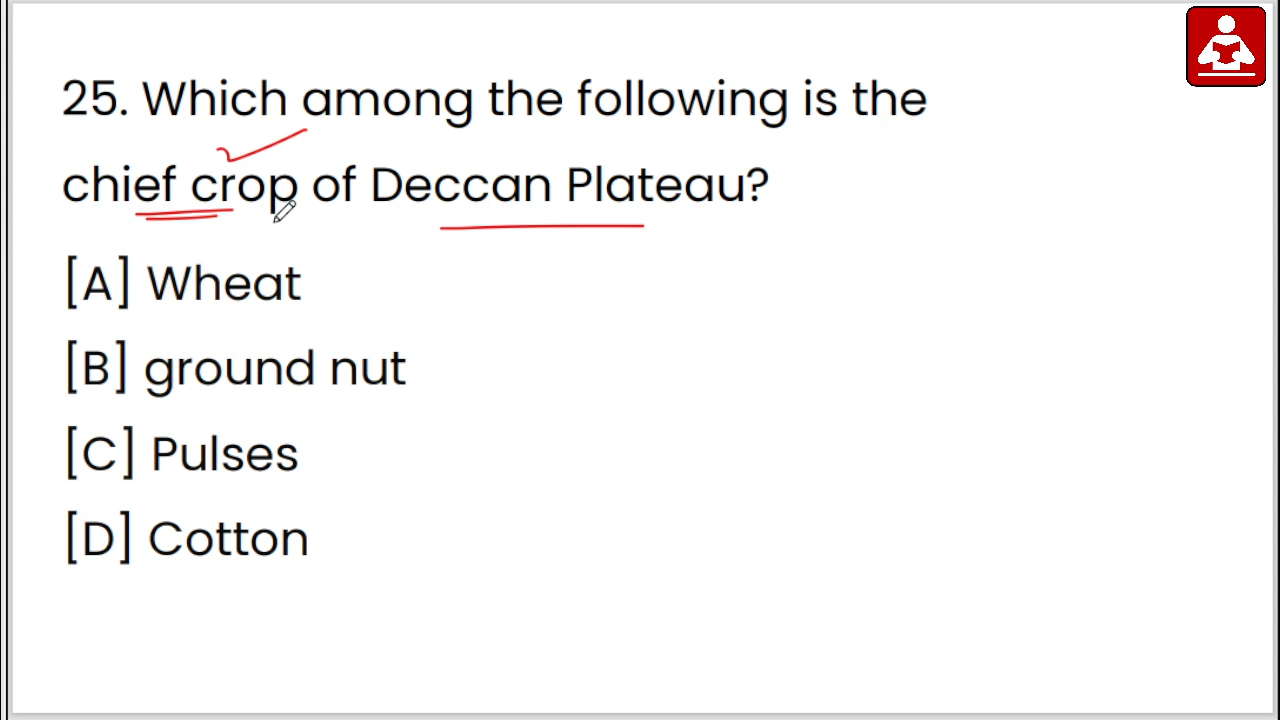 25. Which among the following is the
chief crop of Deccan Plateau?
[A] Wheat
[B] ground nut
[C] Pulses
[D] Cotton